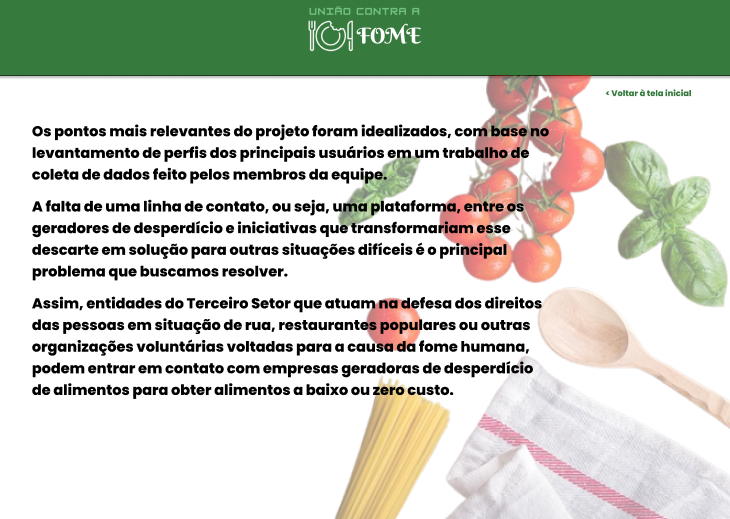 UNIÃO CONTRA A
FOME
< Voltar à tela inicial
Os pontos mais relevantes do projeto foram idealizados, com base no
levantamento de perfis dos principais usuários em um trabalho de
coleta de dados feito pelos membros da equipe.
A falta de uma linha de contato, ou seja, uma plataforma, entre os
geradores de desperdício e iniciativas que transformariam esse
descarte em solução para outras situações difíceis é o principal
problema que buscamos resolver.
Assim, entidades do Terceiro Setor que atuam na defesa dos direitos
das pessoas em situação de rua, restaurantes populares ou outras
organizações voluntárias voltadas para a causa da fome humana,
podem entrar em contato com empresas geradoras de desperdício
de alimentos para obter alimentos a baixo ou zero custo.